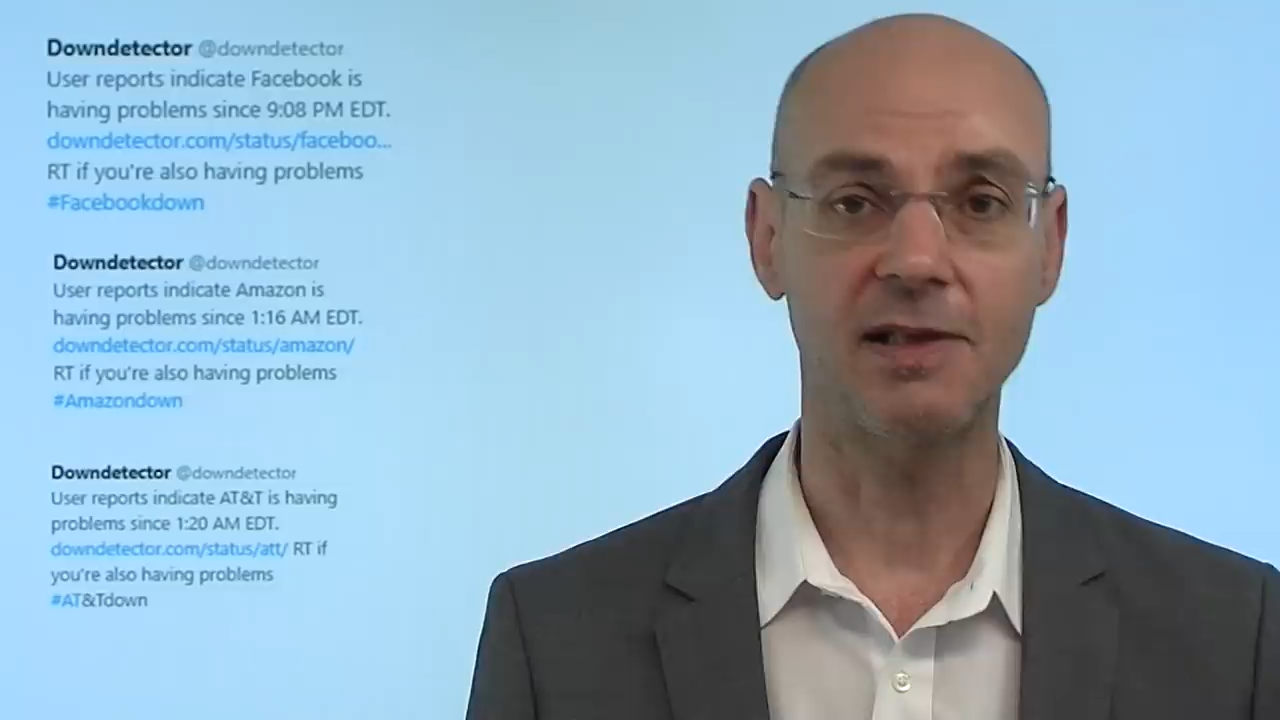 Downdetector @downdetector
User reports indicate Facebook is
having problems since 9:08 PM EDT.
downdetector.com/status/faceboo...
RT if you're also having problems
#Facebookdown
Downdetector @downdetector
User reports indicate Amazon is
having problems since 1:16 AM EDT.
downdetector.com/status/amazon/
RT if you're also having problems
#Amazondown
Downdetector @downdetector
User reports indicate AT&T is having
problems since 1:20 AM EDT.
downdetector.com/status/att/ RT if
you're also having problems
#AT&Tdown